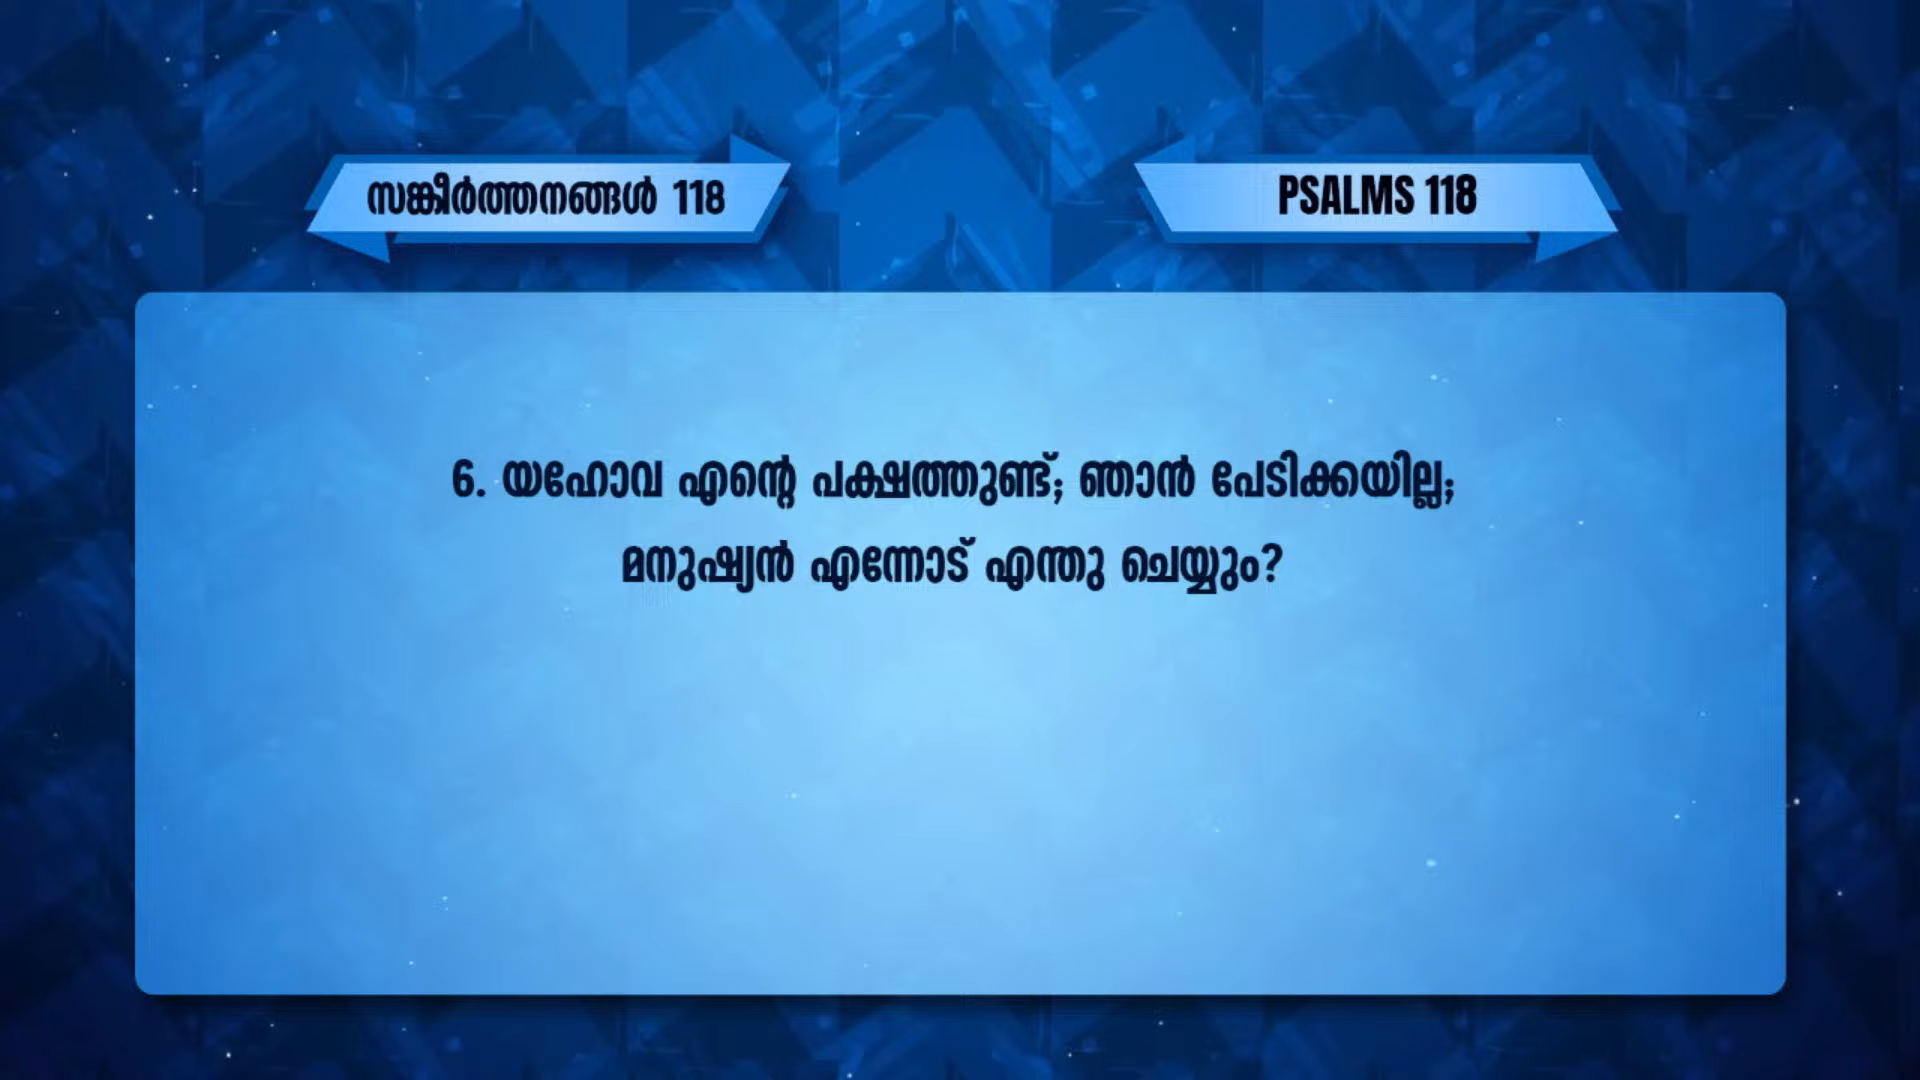 സങ്കീർത്തനങ്ങൾ 118
PSALMS 118
6. യഹോവ എന്റെ പക്ഷത്തുണ്ട്; ഞാൻ പേടിക്കയില്ല;
മനുഷ്യൻ എന്നോട് എന്തു ചെയ്യും?